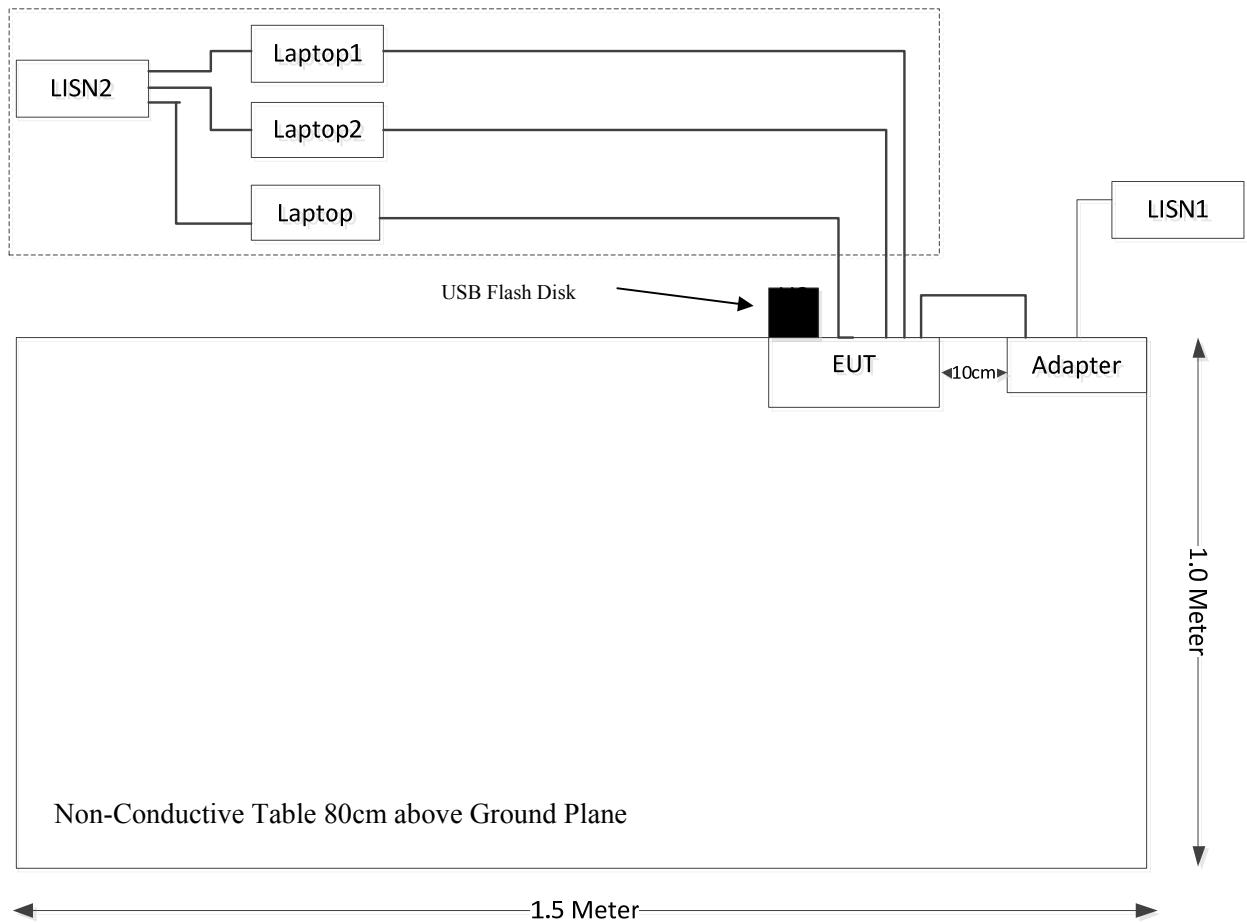 Laptop1
LISN2
Laptop2
Laptop
LISN1
USB Flash Disk
EUT
10cm
Adapter
1.0 Meter
Non-Conductive Table 80cm above Ground Plane
1.5 Meter